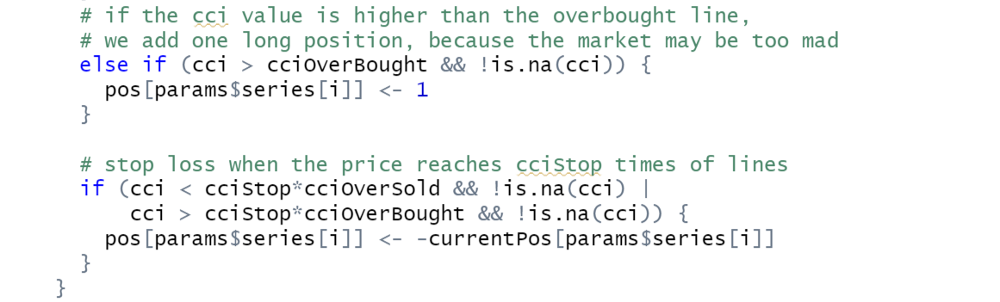 # if the cci value is higher than the overbought line,
# we add one long position, because the market may be too mad
else if (cci > cciOverBought && !is.na(cci)) {
pos[params$series[i]] <- 1
}
# stop loss when the price reaches cciStop times of lines
if (cci < cciStop*cciOverSold && !is.na(cci) |
cci > cciStop*cciOverBought && !is.na(cci)) {
pos[params$series[i]] <- -currentPos[params$series[i]]
}
}